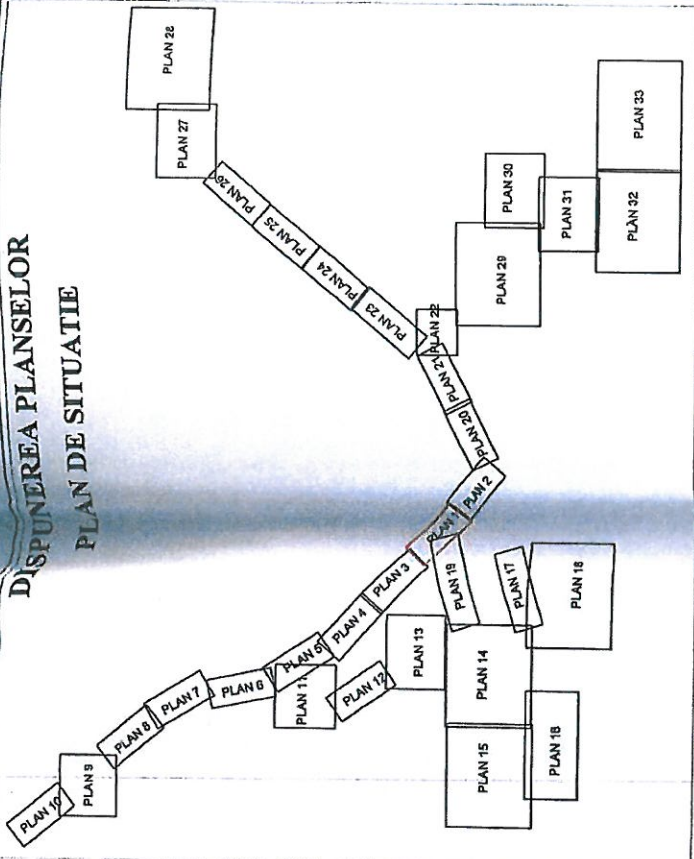 DISPUNEREA PLANSELOR
PLAN DE SITUATIE
PLAN 10
PLAN 9
PLAN 8
PLAN 7
PLAN 6
PLAN 5
PLAN 11
PLAN 12
PLAN 4
PLAN 3
PLAN 13
PLAN 1
PLAN 2
PLAN 19
PLAN 14
PLAN 15
PLAN 16
PLAN 17
PLAN 18
PLAN 20
PLAN 21
PLAN 22
PLAN 23
PLAN 24
PLAN 25
PLAN 26
PLAN 27
PLAN 28
PLAN 29
PLAN 30
PLAN 31
PLAN 32
PLAN 33